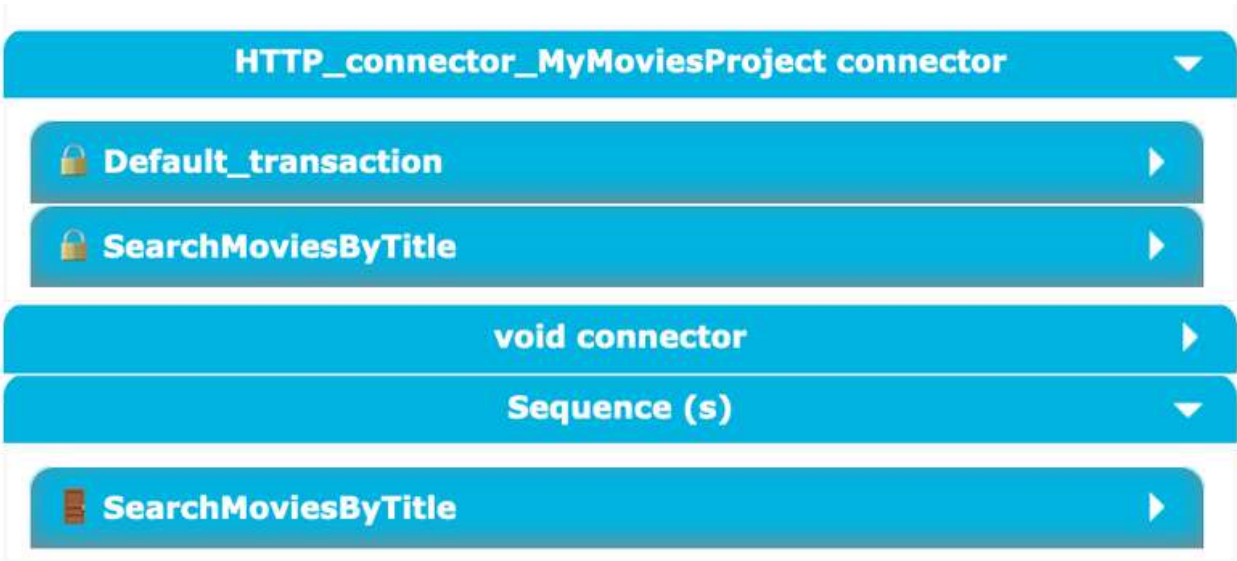 HTTP_connector_MyMoviesProject connector
Default_transaction
SearchMoviesByTitle
void connector
Sequence (s)
SearchMoviesByTitle